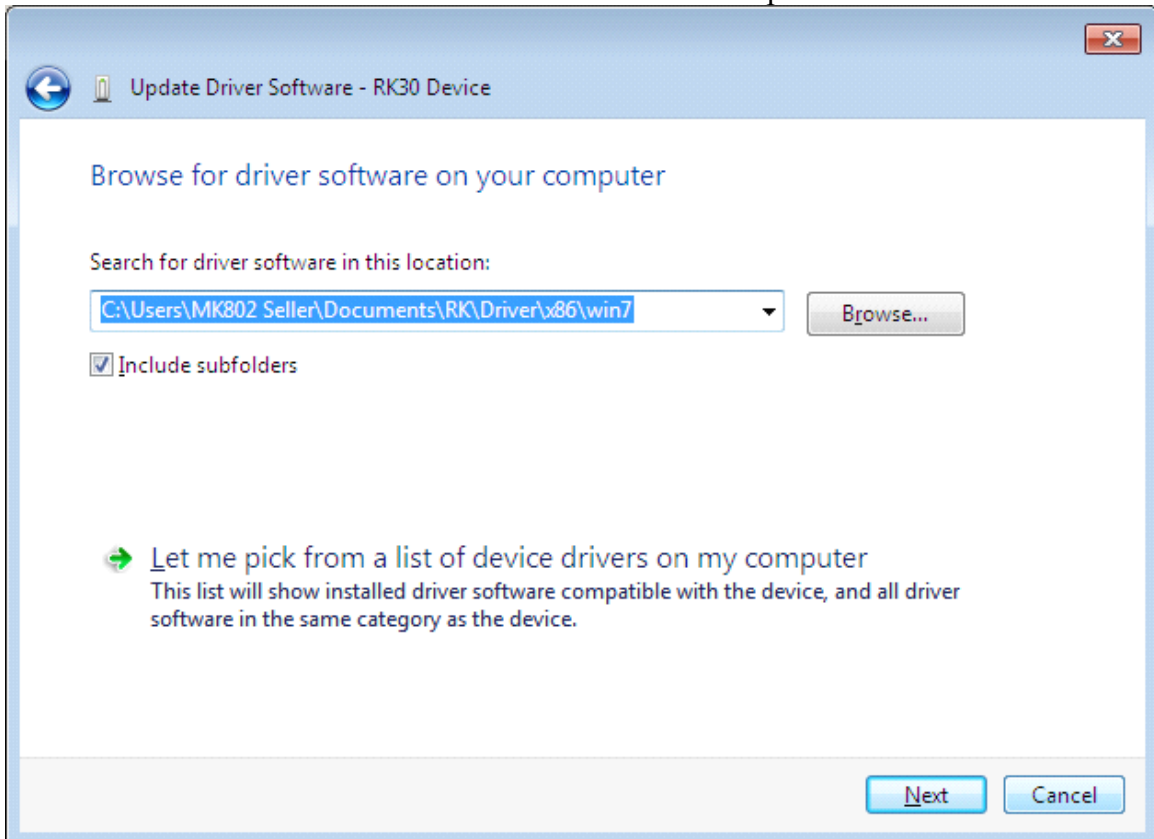 Update Driver Software - RK30 Device
Browse for driver software on your computer
Search for driver software in this location:
C:\Users\MK802 Seller\Documents\RK\Driver\x86\win7
Browse...
Include subfolders
Let me pick from a list of device drivers on my computer
This list will show installed driver software compatible with the device, and all driver
software in the same category as the device.
Next
Cancel